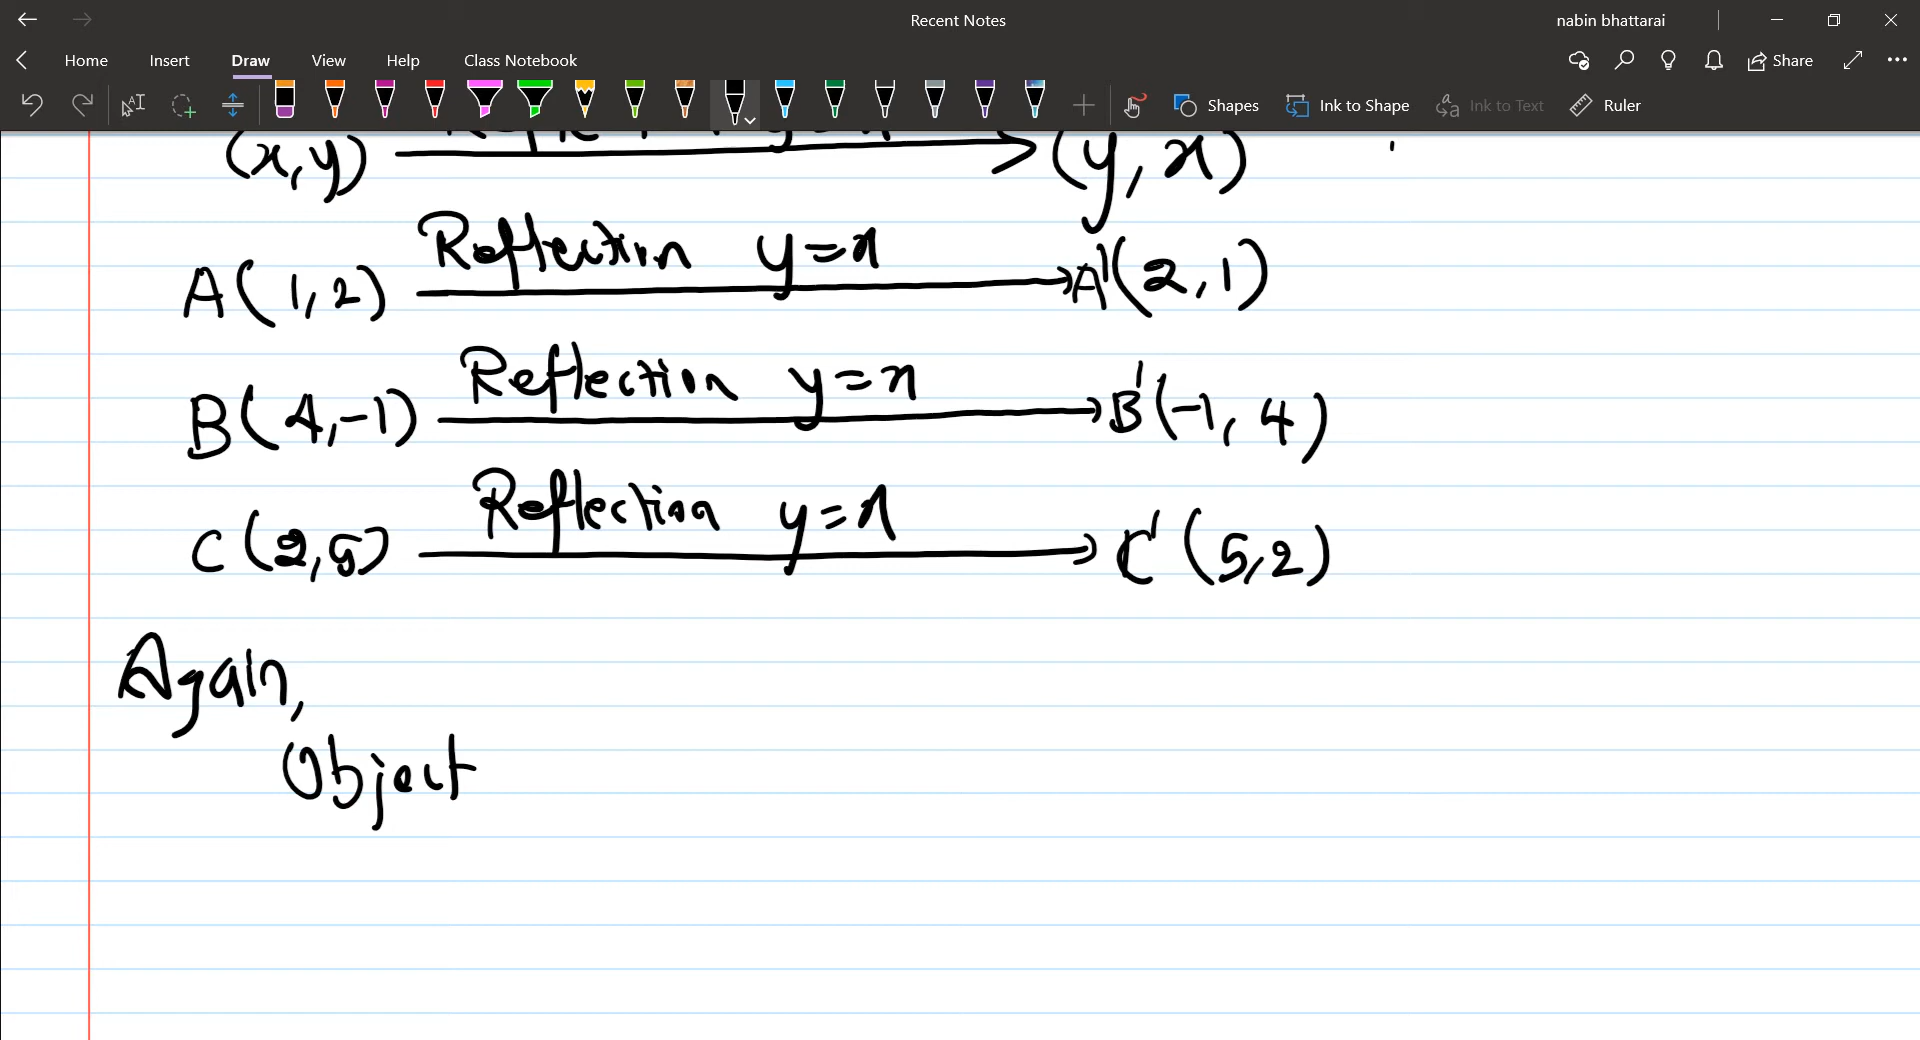 Recent Notes
nabin bhattarai
Home Insert Draw View Help Class Notebook
Share
Shapes Ink to Shape Ink to Text Ruler
(x,y) (y,x)
A(1,2) Reflection y=x A'(2,1)
B(4,-1) Reflection y=x B'(-1,4)
C(2,5) Reflection y=x C'(5,2)
Again,
Object